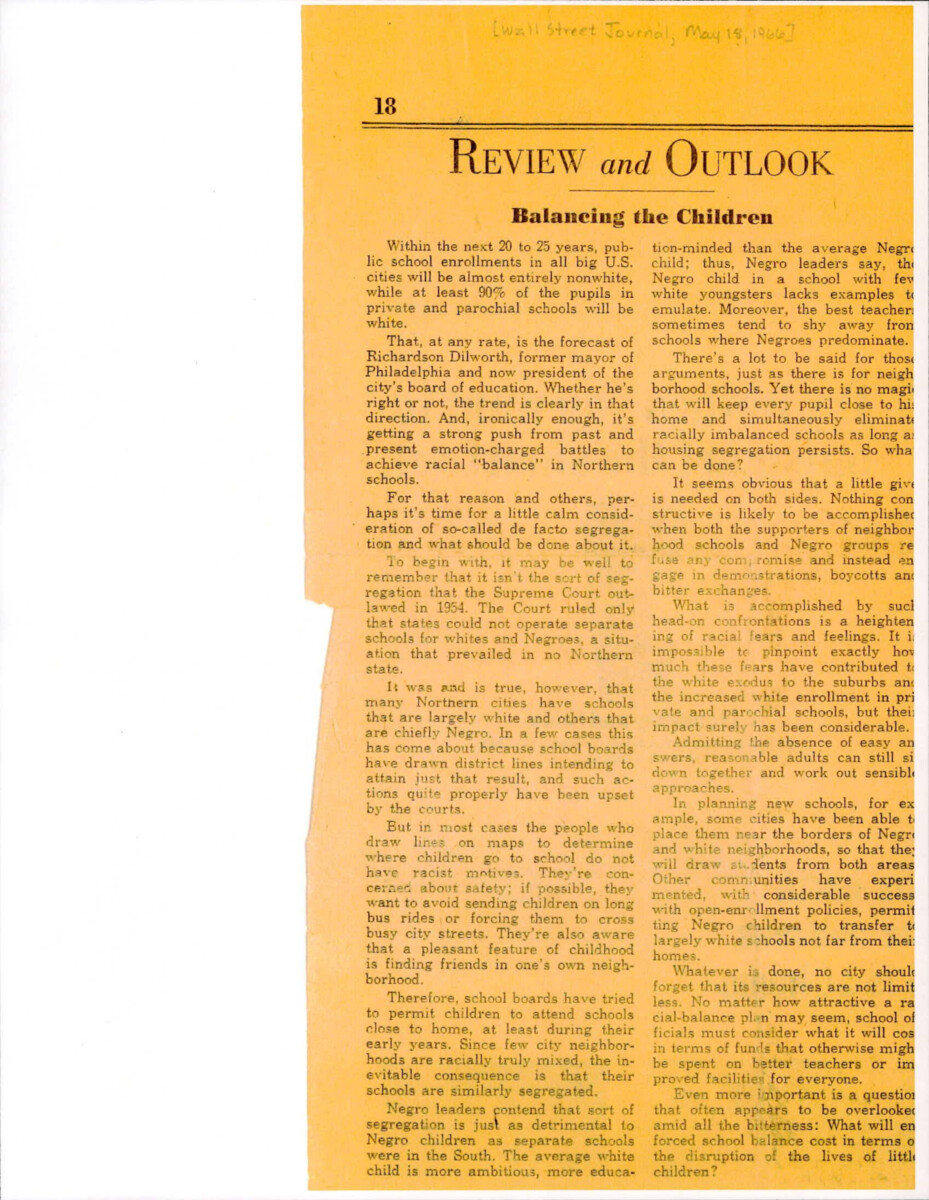 [Wall Street Journal, May 18, 1966]
18
REVIEW and OUTLOOK
Balancing the Children
Within the next 20 to 25 years, pub-
lic school enrollments in all big U.S.
cities will be almost entirely nonwhite,
while at least 90% of the pupils in
private and parochial schools will be
white.
That, at any rate, is the forecast of
Richardson Dilworth, former mayor of
Philadelphia and now president of the
city's board of education. Whether he's
right or not, the trend is clearly in that
direction. And, ironically enough, it's
getting a strong push from past and
present emotion-charged battles to
achieve racial "balance" in Northern
schools.
For that reason and others, per-
haps it's time for a little calm consid-
eration of so-called de facto segrega-
tion and what should be done about it.
To begin with, it may be well to
remember that it isn't the sort of seg-
regation that the Supreme Court out-
lawed in 1954. The Court ruled only
that states could not operate separate
schools for whites and Negroes, a situ-
ation that prevailed in no Northern
state.
It was and is true, however, that
many Northern cities have schools
that are largely white and others that
are chiefly Negro. In a few cases this
has come about because school boards
have drawn district lines intending to
attain just that result, and such ac-
tions quite properly have been upset
by the courts.
But in most cases the people who
draw lines on maps to determine
where children go to school do not
have racist motives. They're con-
cerned about safety; if possible, they
want to avoid sending children on long
bus rides or forcing them to cross
busy city streets. They're also aware
that a pleasant feature of childhood
is finding friends in one's own neigh-
borhood.
Therefore, school boards have tried
to permit children to attend schools
close to home, at least during their
early years. Since few city neighbor-
hoods are racially truly mixed, the in-
evitable consequence is that their
schools are similarly segregated.
Negro leaders contend that sort of
segregation is just as detrimental to
Negro children as separate schools
were in the South. The average white
child is more ambitious, more educa-
tion-minded than the average Negr
child; thus, Negro leaders say, th
Negro child in a school with few
white youngsters lacks examples t
emulate. Moreover, the best teacher
sometimes tend to shy away from
schools where Negroes predominate.
There's a lot to be said for thos
arguments, just as there is for neigh
borhood schools. Yet there is no magi
that will keep every pupil close to hi
home and simultaneously eliminat
racially imbalanced schools as long a
housing segregation persists. So wha
can be done?
It seems obvious that a little giv
is needed on both sides. Nothing con
structive is likely to be accomplishe
when both the supporters of neighbor
hood schools and Negro groups re
fuse any compromise and instead en
gage in demonstrations, boycotts an
bitter exchanges.
What is accomplished by such
head-on confrontations is a heighten
ing of racial fears and feelings. It i
impossible to pinpoint exactly how
much these fears have contributed t
the white exodus to the suburbs an
the increased white enrollment in pri
vate and parochial schools, but thei
impact surely has been considerable.
Admitting the absence of easy an
swers, reasonable adults can still si
down together and work out sensibl
approaches.
In planning new schools, for ex
ample, some cities have been able t
place them near the borders of Negr
and white neighborhoods, so that they
will draw students from both areas
Other communities have experi
mented, with considerable success
with open-enrollment policies, permit
ting Negro children to transfer t
largely white schools not far from thei
homes.
Whatever is done, no city should
forget that its resources are not limit
less. No matter how attractive a ra
cial-balance plan may seem, school of
ficials must consider what it will cos
in terms of funds that otherwise migh
be spent on better teachers or im
proved facilities for everyone.
Even more important is a question
that often appears to be overlooked
amid all the bitterness: What will en
forced school balance cost in terms o
the disruption of the lives of littl
children?